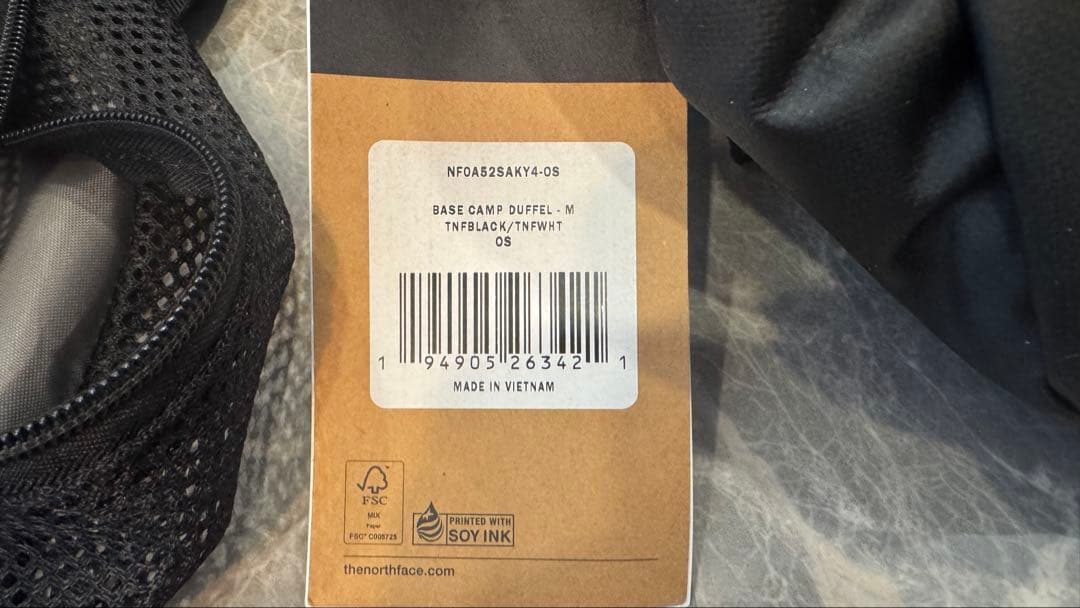 NF0A52SAKY4-OS
BASE CAMP DUFFEL - M
TNFBLACK/TNFWHT
OS
1 94905 26342 1
MADE IN VIETNAM
FSC
MIX
Paper
FSC® C005725
PRINTED WITH
SOY INK
thenorthface.com